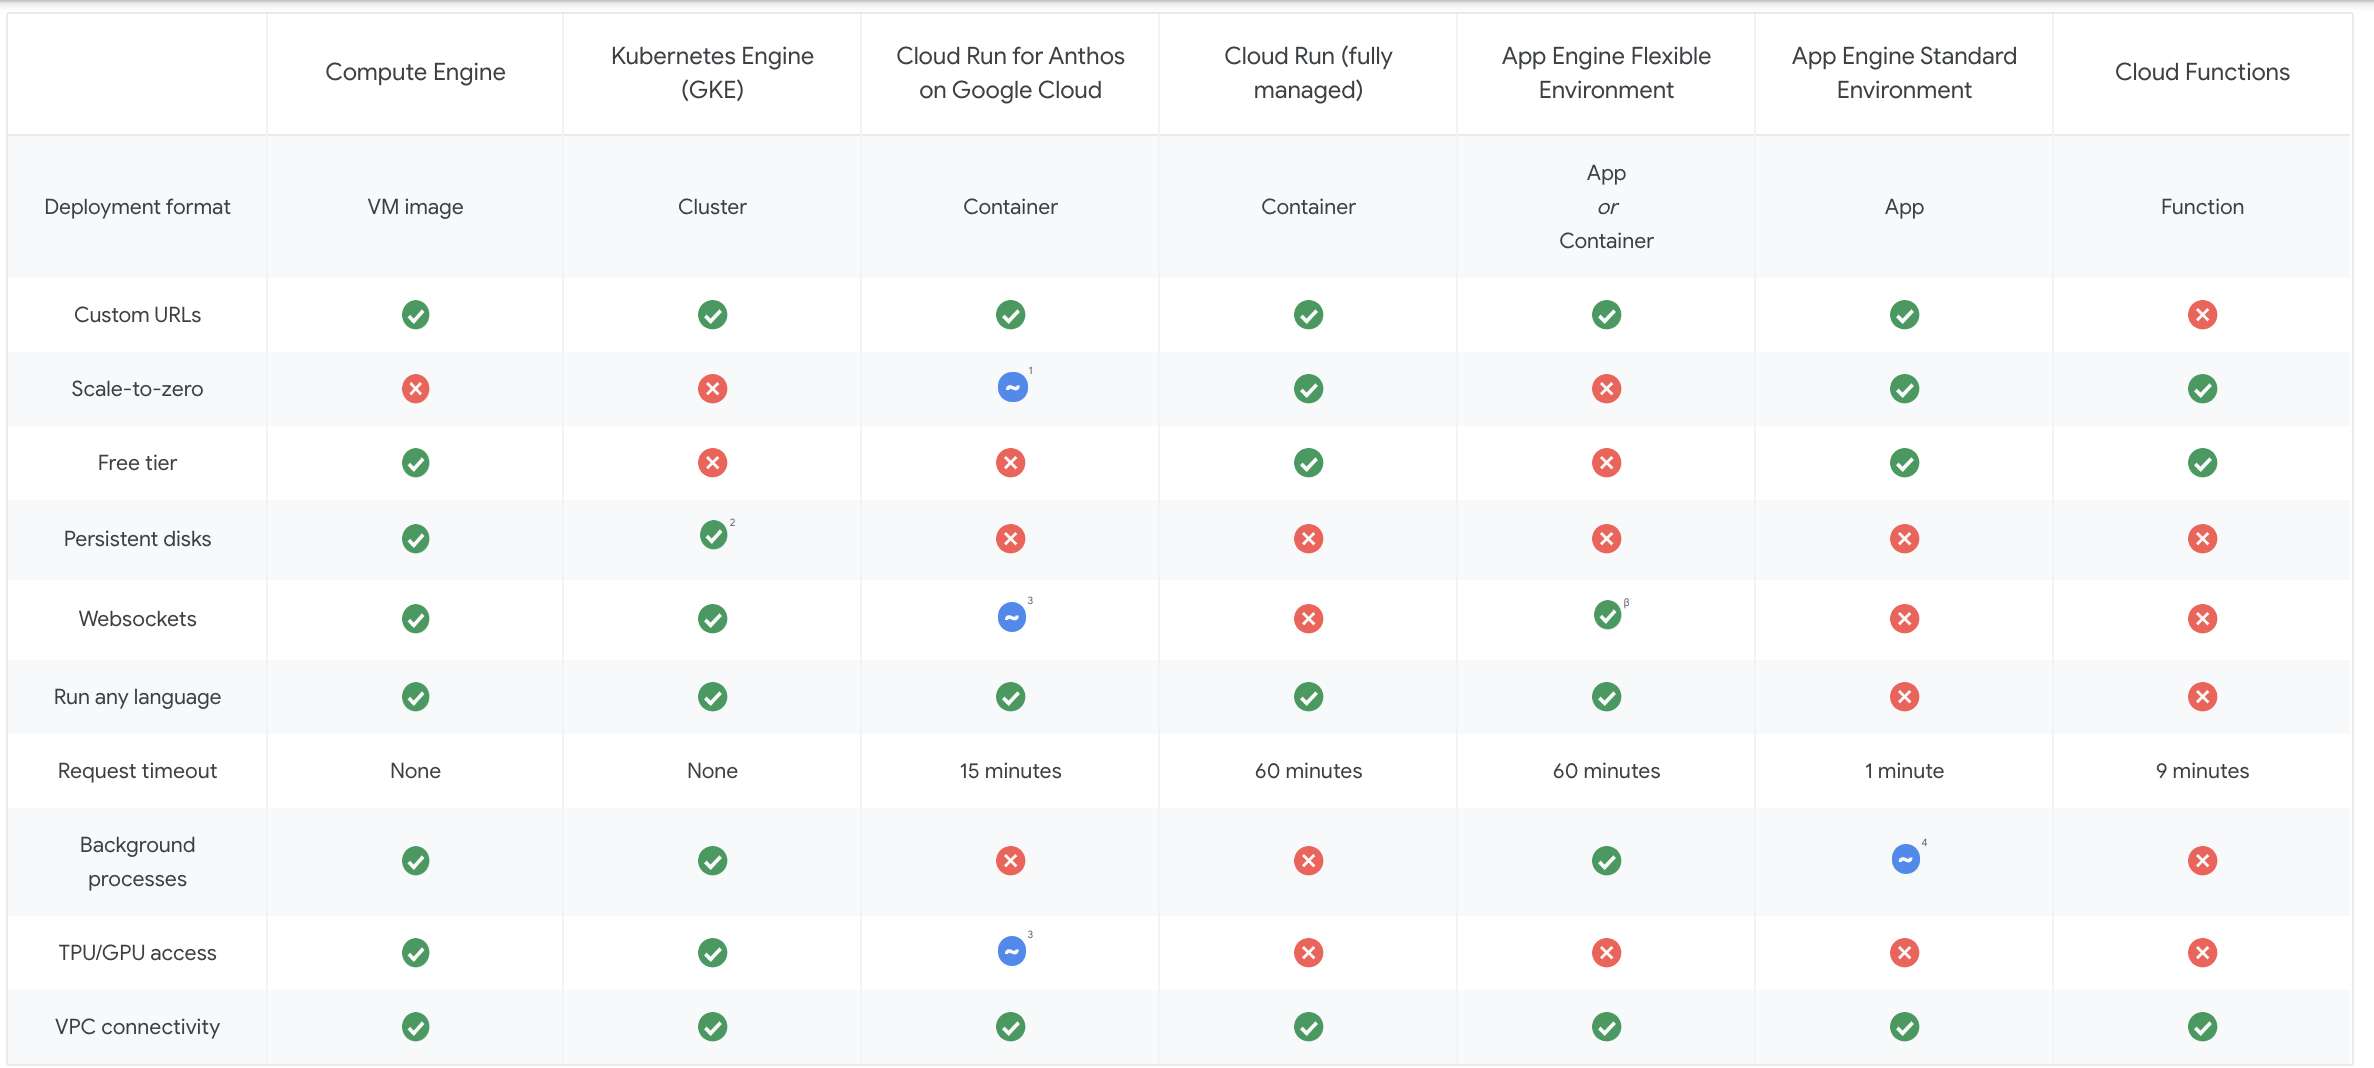 Compute Engine
Kubernetes Engine
(GKE)
Cloud Run for Anthos
on Google Cloud
Cloud Run (fully
managed)
App Engine Flexible
Environment
App Engine Standard
Environment
Cloud Functions
Deployment format
VM image
Cluster
Container
Container
App
or
Container
App
Function
Custom URLs
Scale-to-zero
1
Free tier
Persistent disks
2
Websockets
3
β
Run any language
Request timeout
None
None
15 minutes
60 minutes
60 minutes
1 minute
9 minutes
Background
processes
4
TPU/GPU access
3
VPC connectivity